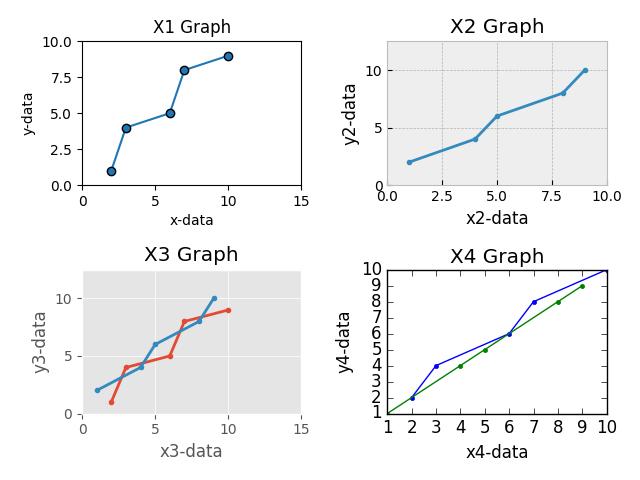 X1 Graph
10.0
7.5
5.0
2.5
0.0
y-data
0 5 10 15
x-data
X2 Graph
10
5
0
y2-data
0.0 2.5 5.0 7.5 10.0
x2-data
X3 Graph
10
5
0
y3-data
0 5 10 15
x3-data
X4 Graph
10
9
8
7
6
5
4
3
2
1
y4-data
1 2 3 4 5 6 7 8 9 10
x4-data